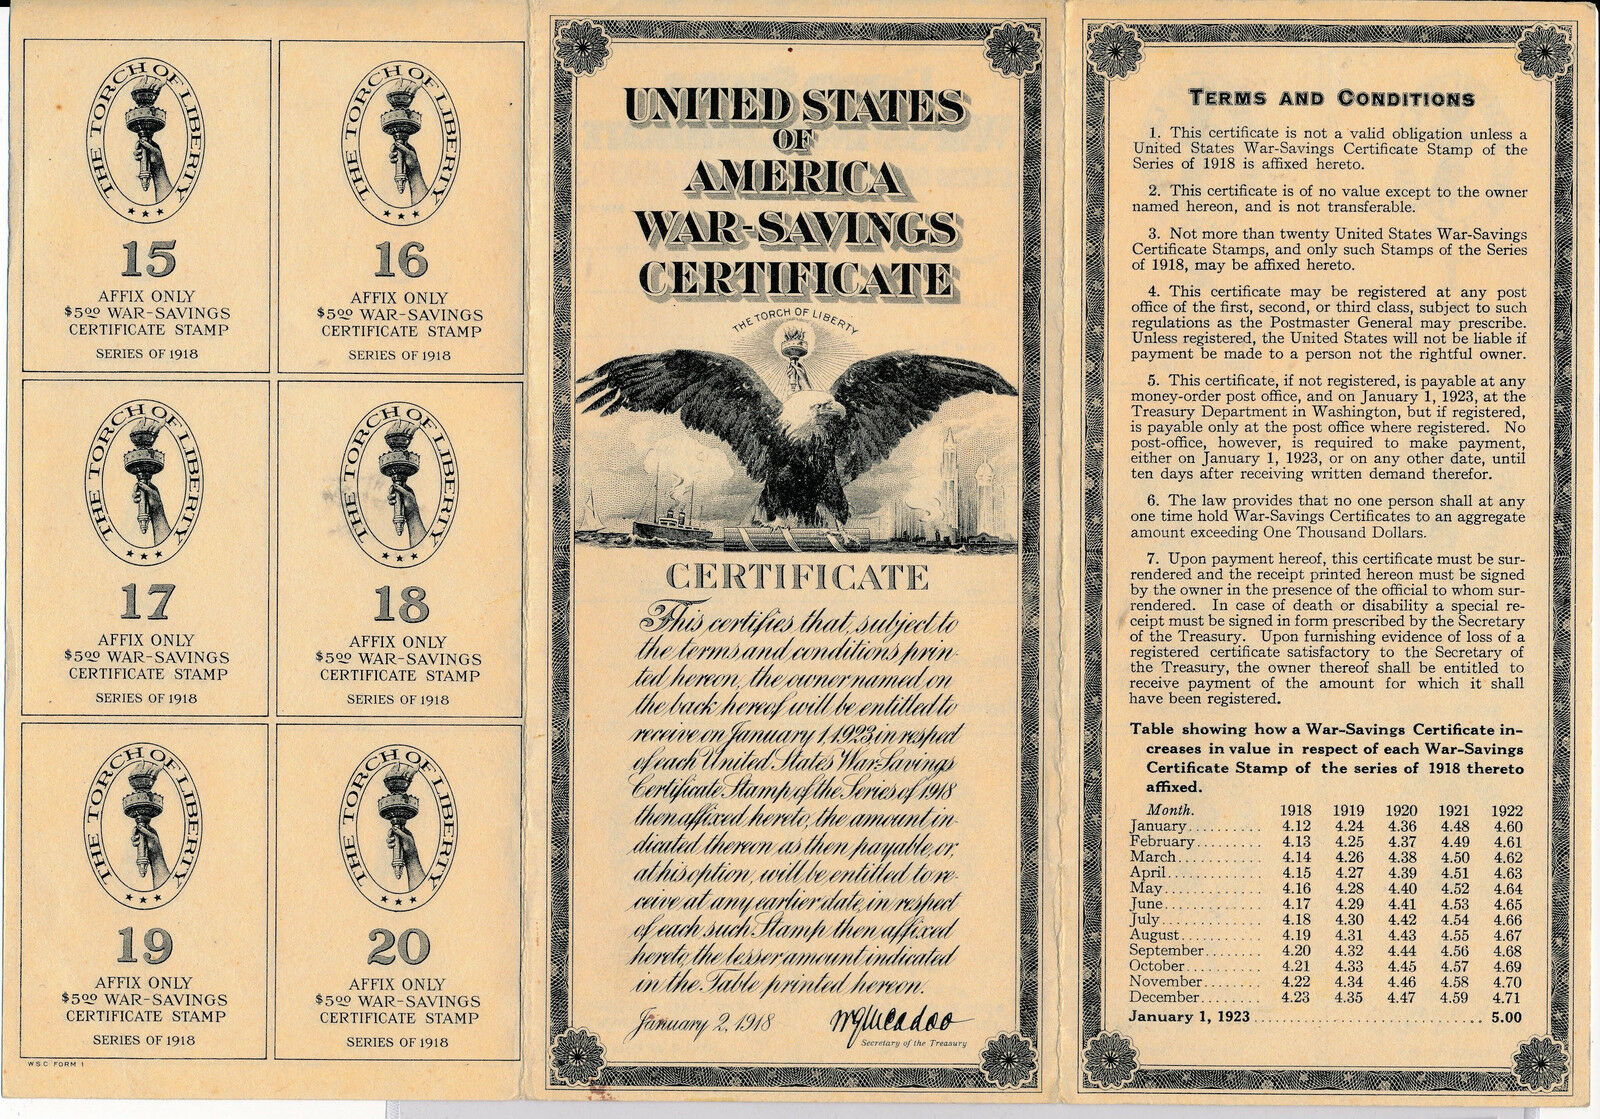 THE TORCH OF LIBERTY
15
AFFIX ONLY
$5.00 WAR-SAVINGS
CERTIFICATE STAMP
SERIES OF 1918
THE TORCH OF LIBERTY
16
AFFIX ONLY
$5.00 WAR-SAVINGS
CERTIFICATE STAMP
SERIES OF 1918
THE TORCH OF LIBERTY
17
AFFIX ONLY
$5.00 WAR-SAVINGS
CERTIFICATE STAMP
SERIES OF 1918
THE TORCH OF LIBERTY
18
AFFIX ONLY
$5.00 WAR-SAVINGS
CERTIFICATE STAMP
SERIES OF 1918
THE TORCH OF LIBERTY
19
AFFIX ONLY
$5.00 WAR-SAVINGS
CERTIFICATE STAMP
SERIES OF 1918
THE TORCH OF LIBERTY
20
AFFIX ONLY
$5.00 WAR-SAVINGS
CERTIFICATE STAMP
SERIES OF 1918
W.S.C. FORM 1
UNITED STATES
OF
AMERICA
WAR-SAVINGS
CERTIFICATE
THE TORCH OF LIBERTY
CERTIFICATE
This certifies that, subject to
the terms and conditions prin-
ted hereon, the owner named on
the back hereof will be entitled to
receive on January 1, 1923, in respect
of each United States War-Savings
Certificate Stamp of the Series of 1918
then affixed hereto, the amount in-
dicated thereon as then payable, or,
at his option, will be entitled to re-
ceive at any earlier date, in respect
of each such Stamp then affixed
hereto, the lesser amount indicated
in the Table printed hereon.
January 2, 1918 WGMcAdoo
Secretary of the Treasury
TERMS AND CONDITIONS
1. This certificate is not a valid obligation unless a
United States War-Savings Certificate Stamp of the
Series of 1918 is affixed hereto.
2. This certificate is of no value except to the owner
named hereon, and is not transferable.
3. Not more than twenty United States War-Savings
Certificate Stamps, and only such Stamps of the Series
of 1918, may be affixed hereto.
4. This certificate may be registered at any post
office of the first, second, or third class, subject to such
regulations as the Postmaster General may prescribe.
Unless registered, the United States will not be liable if
payment be made to a person not the rightful owner.
5. This certificate, if not registered, is payable at any
money-order post office, and on January 1, 1923, at the
Treasury Department in Washington, but if registered,
is payable only at the post office where registered. No
post-office, however, is required to make payment,
either on January 1, 1923, or on any other date, until
ten days after receiving written demand therefor.
6. The law provides that no one person shall at any
one time hold War-Savings Certificates to an aggregate
amount exceeding One Thousand Dollars.
7. Upon payment hereof, this certificate must be sur-
rendered and the receipt printed hereon must be signed
by the owner in the presence of the official to whom sur-
rendered. In case of death or disability a special re-
ceipt must be signed in form prescribed by the Secretary
of the Treasury. Upon furnishing evidence of loss of a
registered certificate satisfactory to the Secretary of
the Treasury, the owner thereof shall be entitled to
receive payment of the amount for which it shall
have been registered.
Table showing how a War-Savings Certificate in-
creases in value in respect of each War-Savings
Certificate Stamp of the series of 1918 thereto
affixed.
Month. 1918 1919 1920 1921 1922
January.......... 4.12 4.24 4.36 4.48 4.60
February........ 4.13 4.25 4.37 4.49 4.61
March........... 4.14 4.26 4.38 4.50 4.62
April............ 4.15 4.27 4.39 4.51 4.63
May............. 4.16 4.28 4.40 4.52 4.64
June............. 4.17 4.29 4.41 4.53 4.65
July............. 4.18 4.30 4.42 4.54 4.66
August.......... 4.19 4.31 4.43 4.55 4.67
September....... 4.20 4.32 4.44 4.56 4.68
October......... 4.21 4.33 4.45 4.57 4.69
November....... 4.22 4.34 4.46 4.58 4.70
December........ 4.23 4.35 4.47 4.59 4.71
January 1, 1923.............................. 5.00